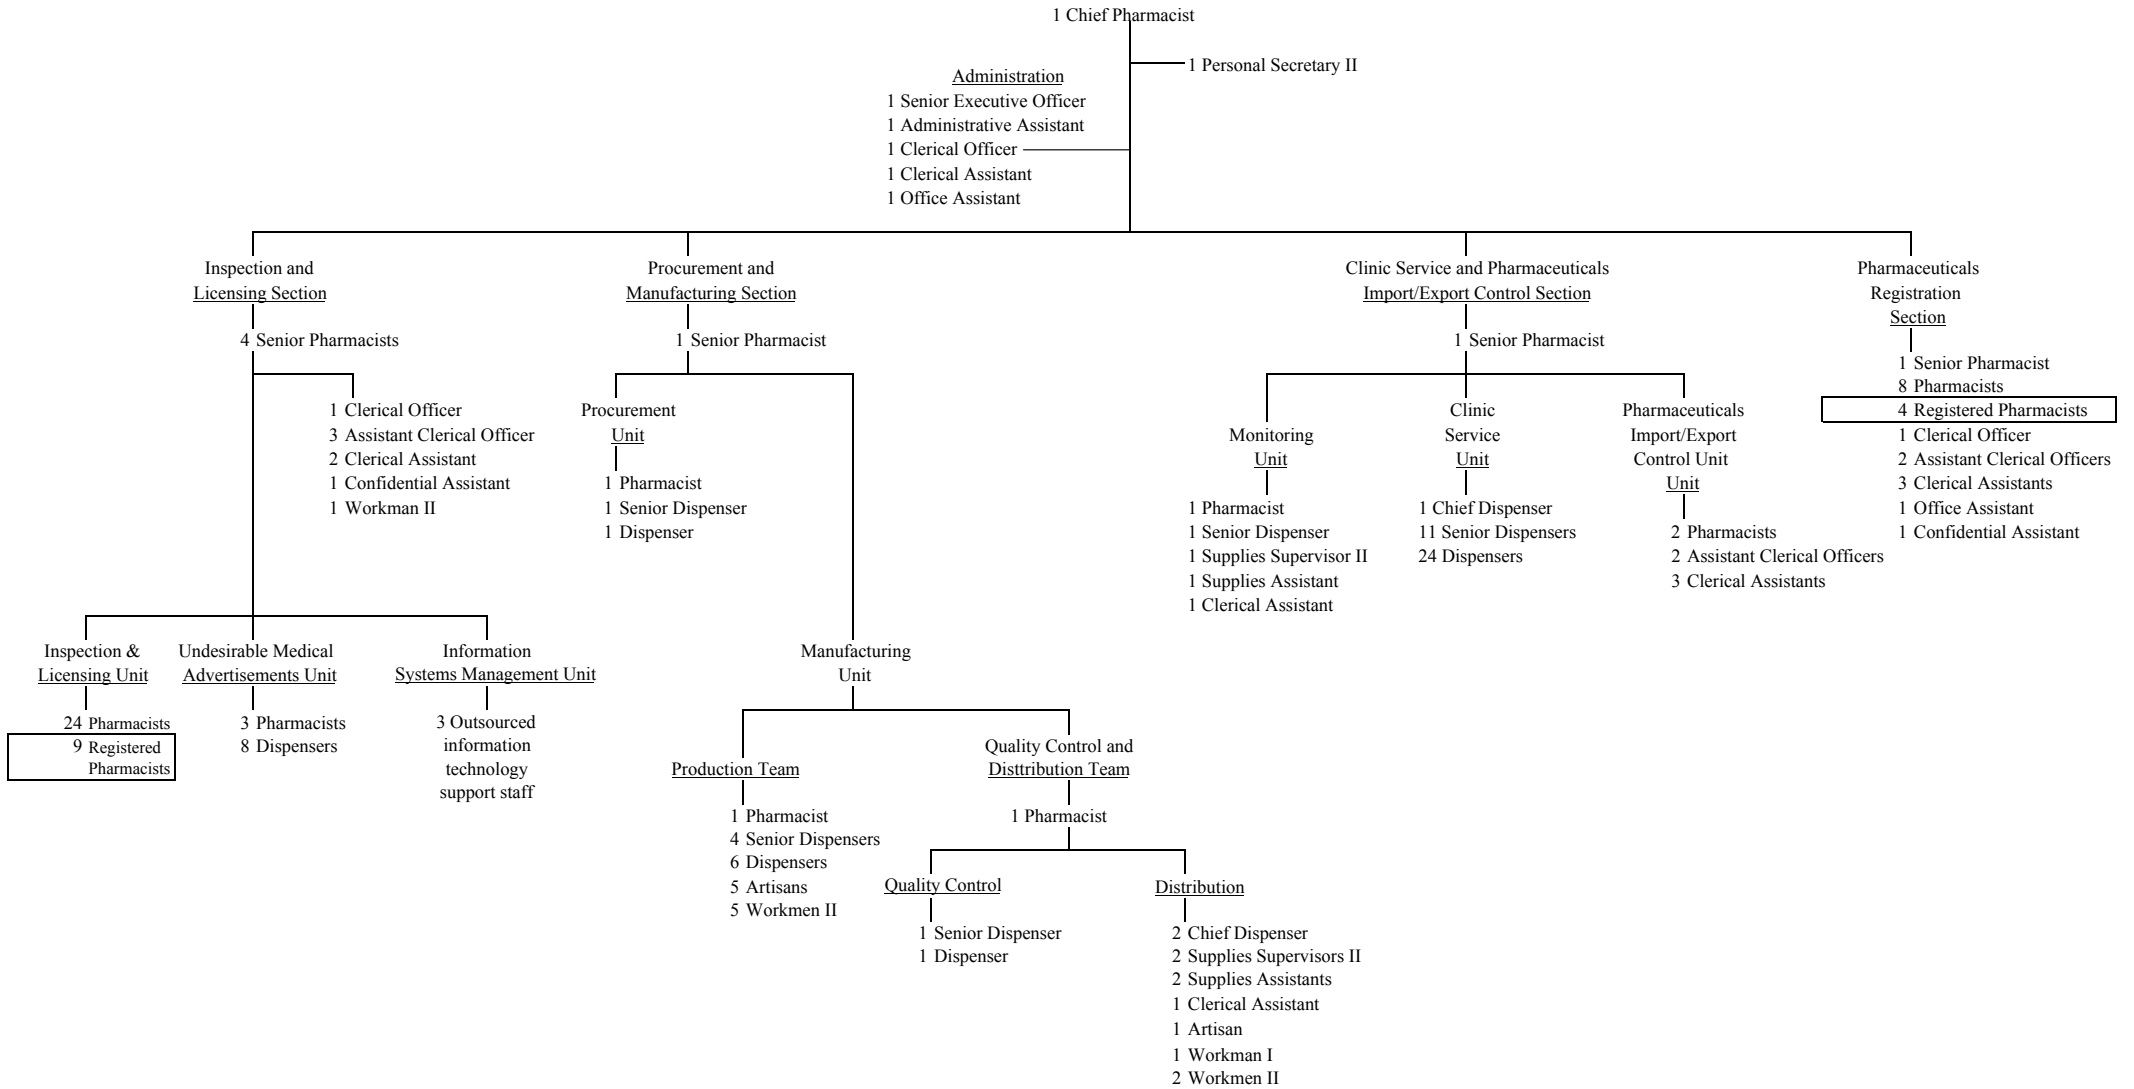 1 Chief Pharmacist
1 Personal Secretary II
Administration
1 Senior Executive Officer
1 Administrative Assistant
1 Clerical Officer
1 Clerical Assistant
1 Office Assistant
Inspection and
Licensing Section
4 Senior Pharmacists
1 Clerical Officer
3 Assistant Clerical Officer
2 Clerical Assistant
1 Confidential Assistant
1 Workman II
Inspection &
Licensing Unit
24 Pharmacists
9 Registered
Pharmacists
Undesirable Medical
Advertisements Unit
3 Pharmacists
8 Dispensers
Information
Systems Management Unit
3 Outsourced
information
technology
support staff
Procurement and
Manufacturing Section
1 Senior Pharmacist
Procurement
Unit
1 Pharmacist
1 Senior Dispenser
1 Dispenser
Manufacturing
Unit
Production Team
1 Pharmacist
4 Senior Dispensers
6 Dispensers
5 Artisans
5 Workmen II
Quality Control and
Disttribution Team
1 Pharmacist
Quality Control
1 Senior Dispenser
1 Dispenser
Distribution
2 Chief Dispenser
2 Supplies Supervisors II
2 Supplies Assistants
1 Clerical Assistant
1 Artisan
1 Workman I
2 Workmen II
Clinic Service and Pharmaceuticals
Import/Export Control Section
1 Senior Pharmacist
Monitoring
Unit
1 Pharmacist
1 Senior Dispenser
1 Supplies Supervisor II
1 Supplies Assistant
1 Clerical Assistant
Clinic
Service
Unit
1 Chief Dispenser
11 Senior Dispensers
24 Dispensers
Pharmaceuticals
Import/Export
Control Unit
Unit
2 Pharmacists
2 Assistant Clerical Officers
3 Clerical Assistants
Pharmaceuticals
Registration
Section
1 Senior Pharmacist
8 Pharmacists
4 Registered Pharmacists
1 Clerical Officer
2 Assistant Clerical Officers
3 Clerical Assistants
1 Office Assistant
1 Confidential Assistant